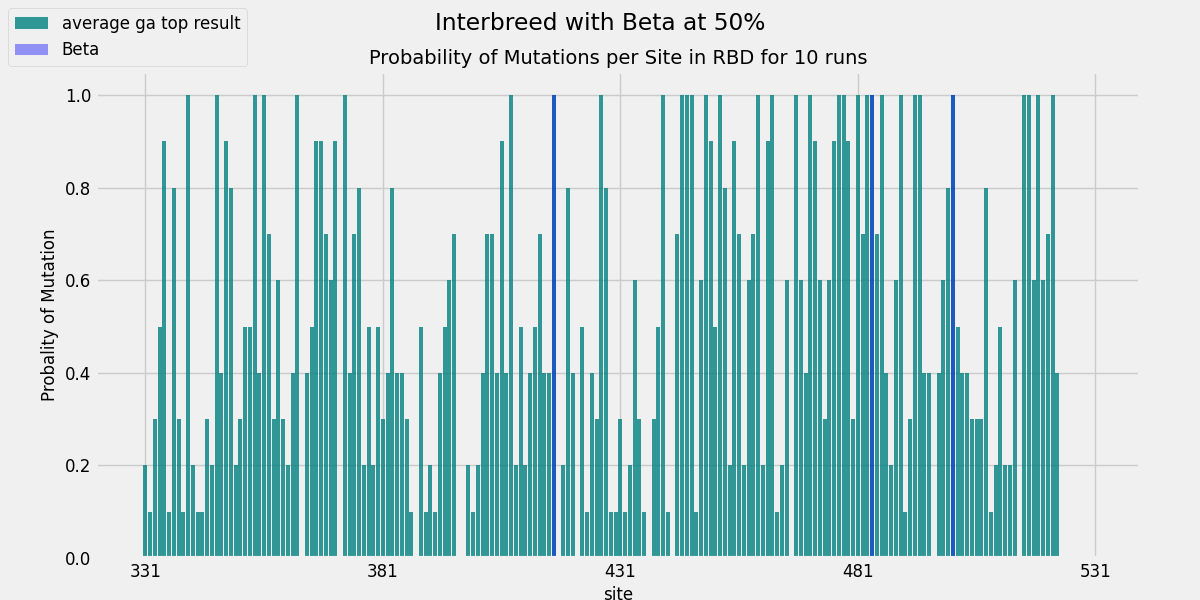 Interbreed with Beta at 50%
Probability of Mutations per Site in RBD for 10 runs
average ga top result
Beta
Probality of Mutation
1.0
0.8
0.6
0.4
0.2
0.0
331
381
431
481
531
site